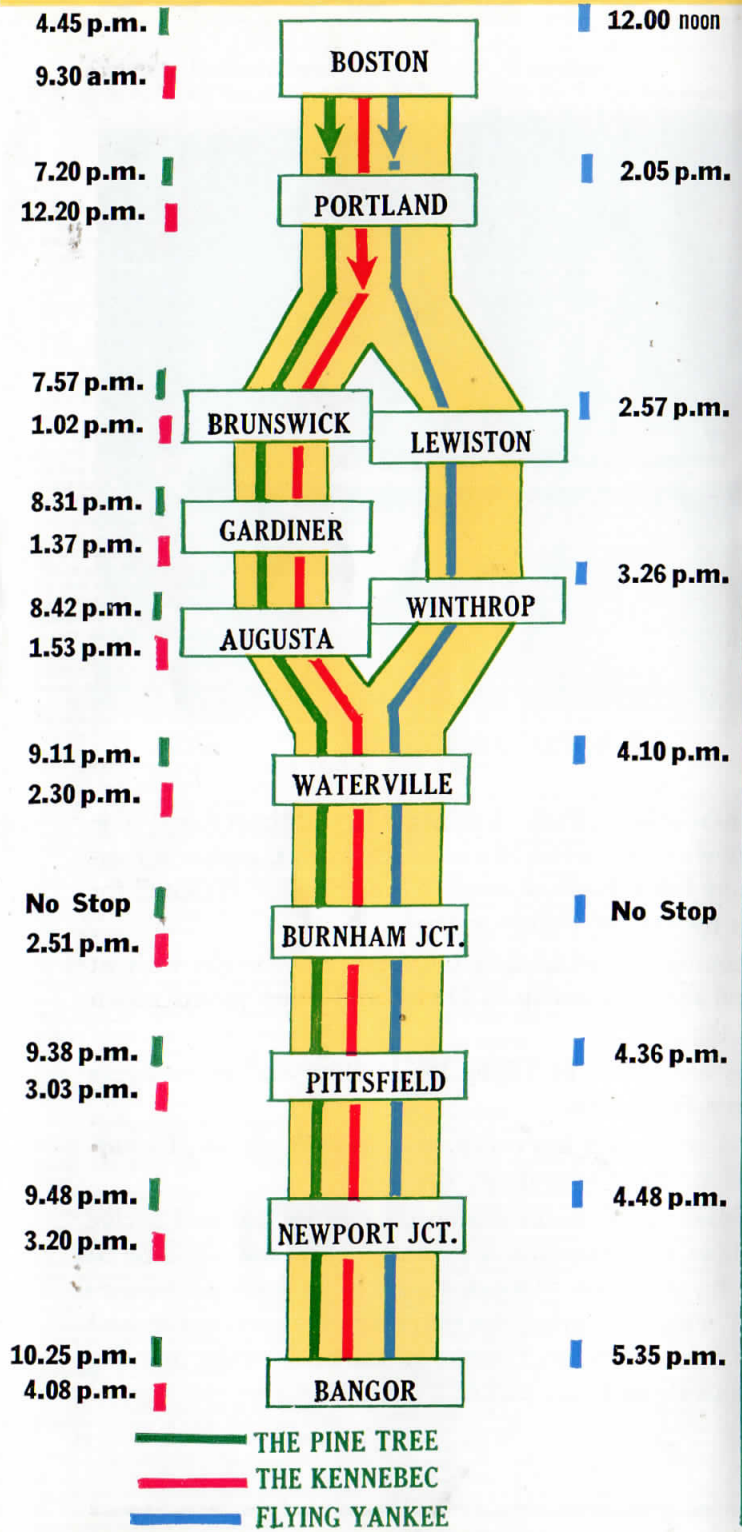 4.45 p.m. 12.00 noon
BOSTON
9.30 a.m.
7.20 p.m. 2.05 p.m.
PORTLAND
12.20 p.m.
7.57 p.m.
2.57 p.m.
BRUNSWICK
1.02 p.m.
LEWISTON
8.31 p.m.
GARDINER
1.37 p.m.
3.26 p.m.
8.42 p.m.
WINTHROP
AUGUSTA
1.53 p.m.
9.11 p.m. 4.10 p.m.
WATERVILLE
2.30 p.m.
No Stop No Stop
BURNHAM JCT.
2.51 p.m.
9.38 p.m. 4.36 p.m.
PITTSFIELD
3.03 p.m.
9.48 p.m. 4.48 p.m.
NEWPORT JCT.
3.20 p.m.
10.25 p.m. 5.35 p.m.
BANGOR
4.08 p.m.
THE PINE TREE
THE KENNEBEC
FLYING YANKEE